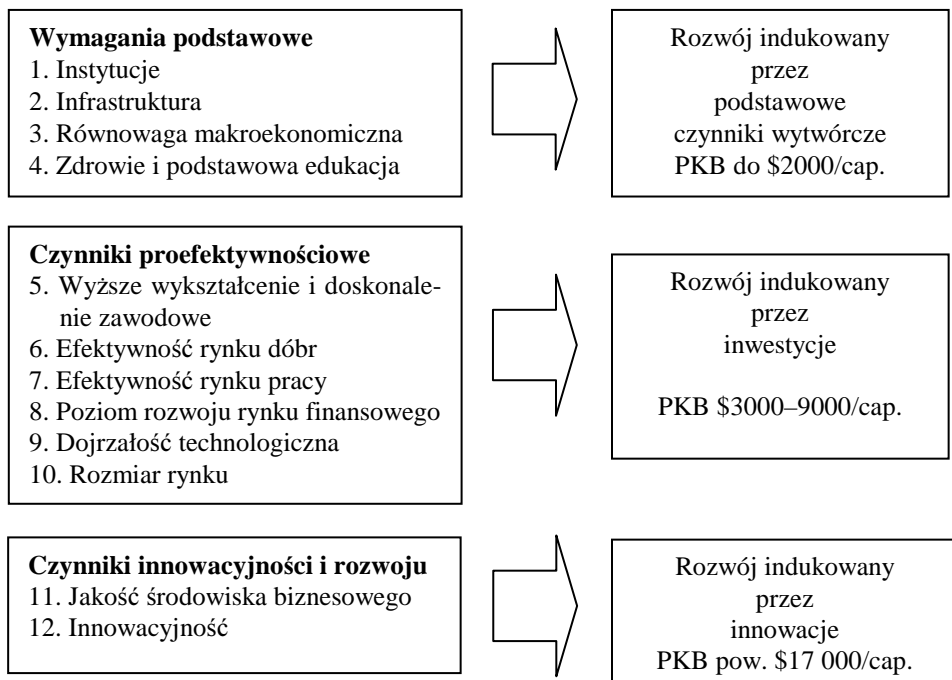 Wymagania podstawowe
1. Instytucje
2. Infrastruktura
3. Równowaga makroekonomiczna
4. Zdrowie i podstawowa edukacja
Rozwój indukowany
przez
podstawowe
czynniki wytwórcze
PKB do $2000/cap.
Czynniki proefektywnościowe
5. Wyższe wykształcenie i doskonale-
nie zawodowe
6. Efektywność rynku dóbr
7. Efektywność rynku pracy
8. Poziom rozwoju rynku finansowego
9. Dojrzałość technologiczna
10. Rozmiar rynku
Rozwój indukowany
przez
inwestycje
PKB $3000–9000/cap.
Czynniki innowacyjności i rozwoju
11. Jakość środowiska biznesowego
12. Innowacyjność
Rozwój indukowany
przez
innowacje
PKB pow. $17 000/cap.